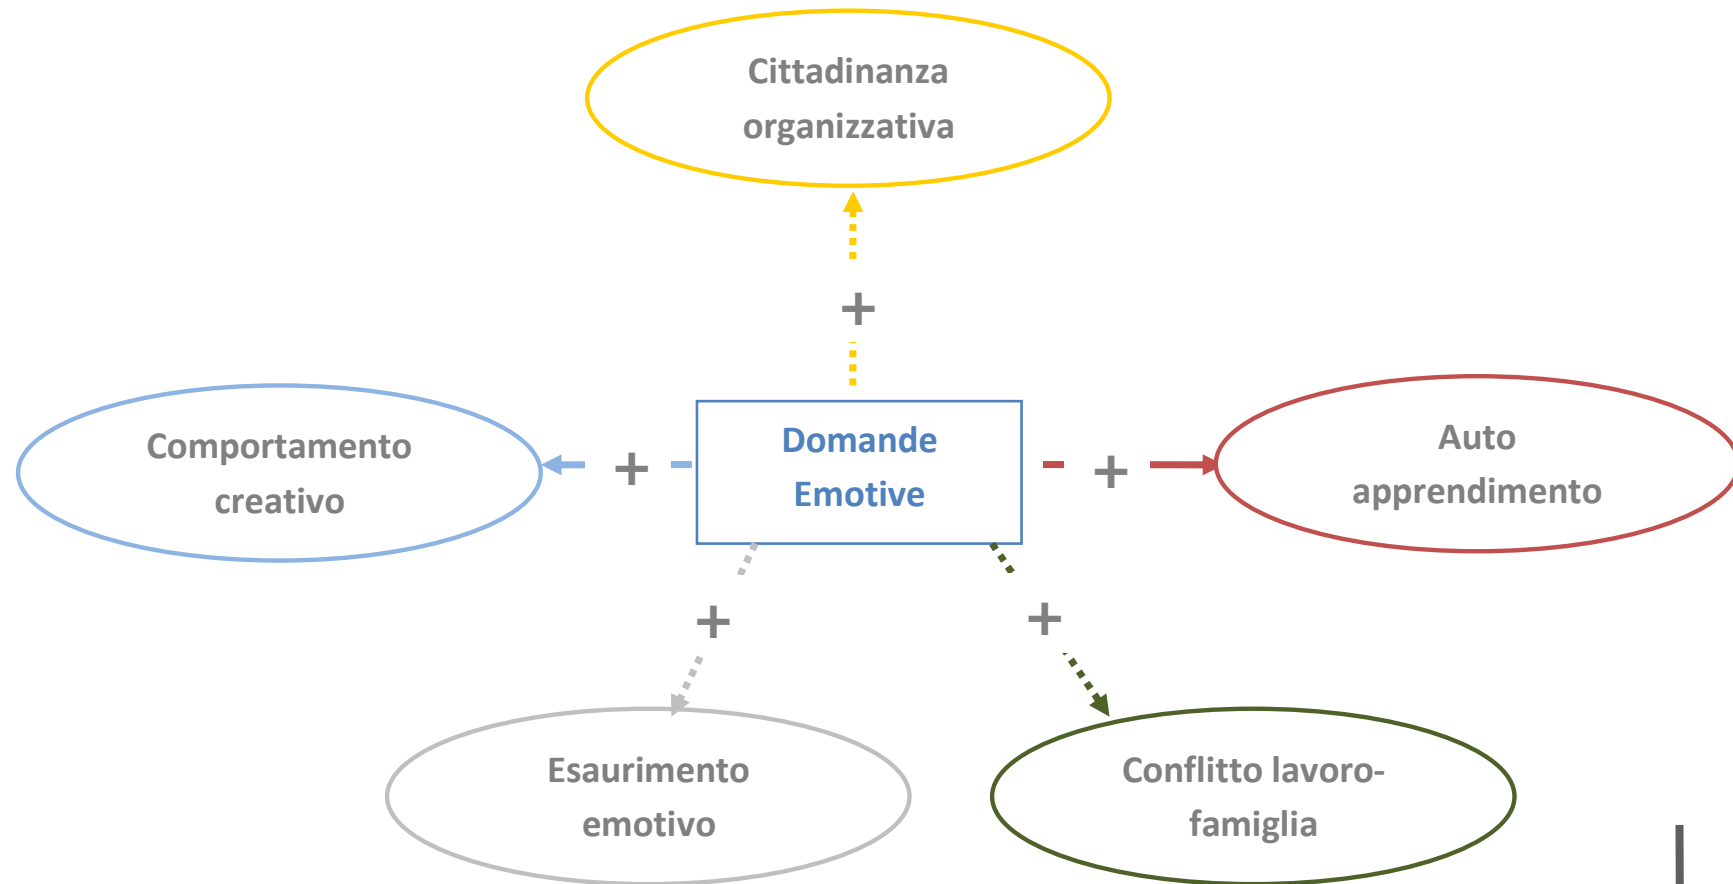 Cittadinanza
organizzativa
+
Comportamento
creativo
+
Domande
Emotive
+
Auto
apprendimento
+
+
Esaurimento
emotivo
Conflitto lavoro-
famiglia